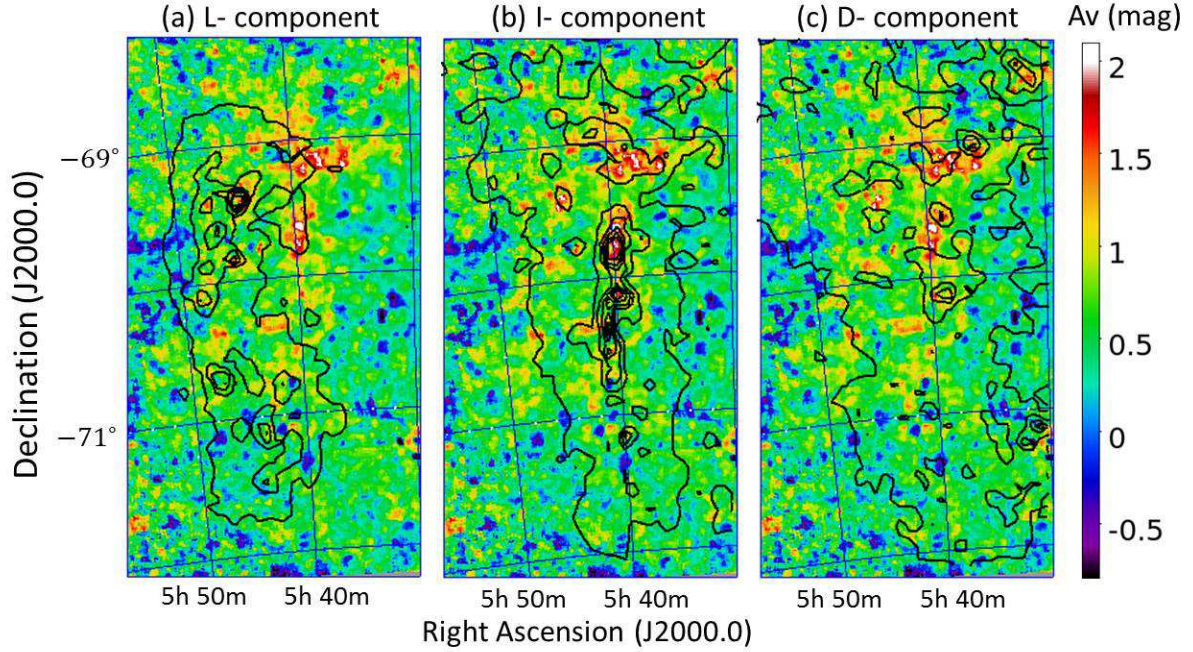 (a) L- component
(b) I- component
(c) D- component
Av (mag)
2
1.5
1
0.5
0
-0.5
−69°
−71°
Declination (J2000.0)
5h 50m
5h 40m
5h 50m
5h 40m
5h 50m
5h 40m
Right Ascension (J2000.0)